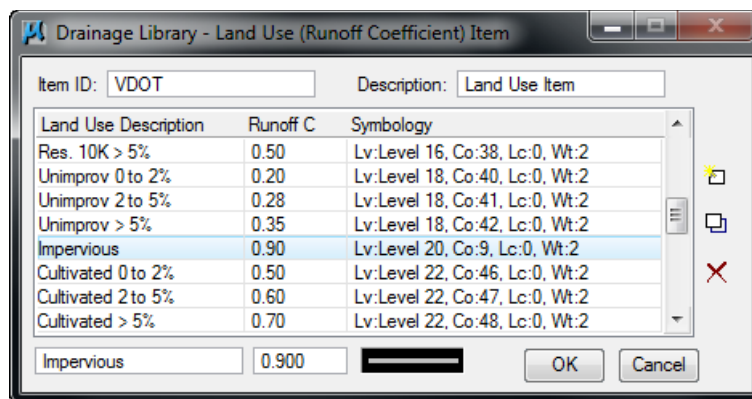 Drainage Library - Land Use (Runoff Coefficient) Item
Item ID: VDOT Description: Land Use Item
Land Use Description Runoff C Symbology
Res. 10K > 5% 0.50 Lv:Level 16, Co:38, Lc:0, Wt:2
Unimprov 0 to 2% 0.20 Lv:Level 18, Co:40, Lc:0, Wt:2
Unimprov 2 to 5% 0.28 Lv:Level 18, Co:41, Lc:0, Wt:2
Unimprov > 5% 0.35 Lv:Level 18, Co:42, Lc:0, Wt:2
Impervious 0.90 Lv:Level 20, Co:9, Lc:0, Wt:2
Cultivated 0 to 2% 0.50 Lv:Level 22, Co:46, Lc:0, Wt:2
Cultivated 2 to 5% 0.60 Lv:Level 22, Co:47, Lc:0, Wt:2
Cultivated > 5% 0.70 Lv:Level 22, Co:48, Lc:0, Wt:2
Impervious 0.900 OK Cancel